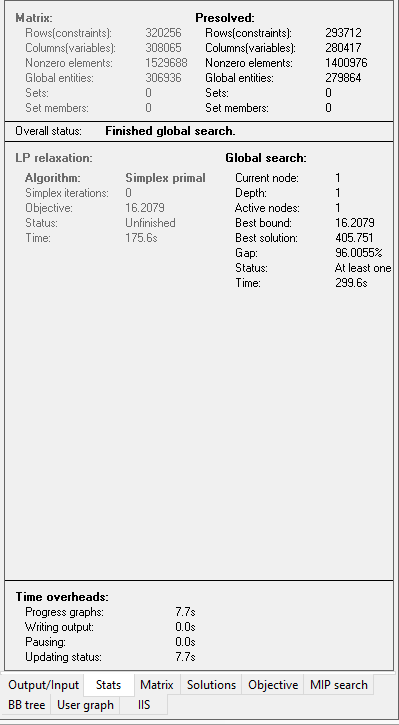 Matrix: Presolved:
Rows(constraints): 320256 Rows(constraints): 293712
Columns(variables): 308065 Columns(variables): 280417
Nonzero elements: 1529688 Nonzero elements: 1400976
Global entities: 306936 Global entities: 279864
Sets: 0 Sets: 0
Set members: 0 Set members: 0
Overall status: Finished global search.
LP relaxation: Global search:
Algorithm: Simplex primal Current node: 1
Simplex iterations: 0 Depth: 1
Objective: 16.2079 Active nodes: 1
Status: Unfinished Best bound: 16.2079
Time: 175.6s Best solution: 405.751
Gap: 96.0055%
Status: At least one
Time: 299.6s
Time overheads:
Progress graphs: 7.7s
Writing output: 0.0s
Pausing: 0.0s
Updating status: 7.7s
Output/Input Stats Matrix Solutions Objective MIP search
BB tree User graph IIS